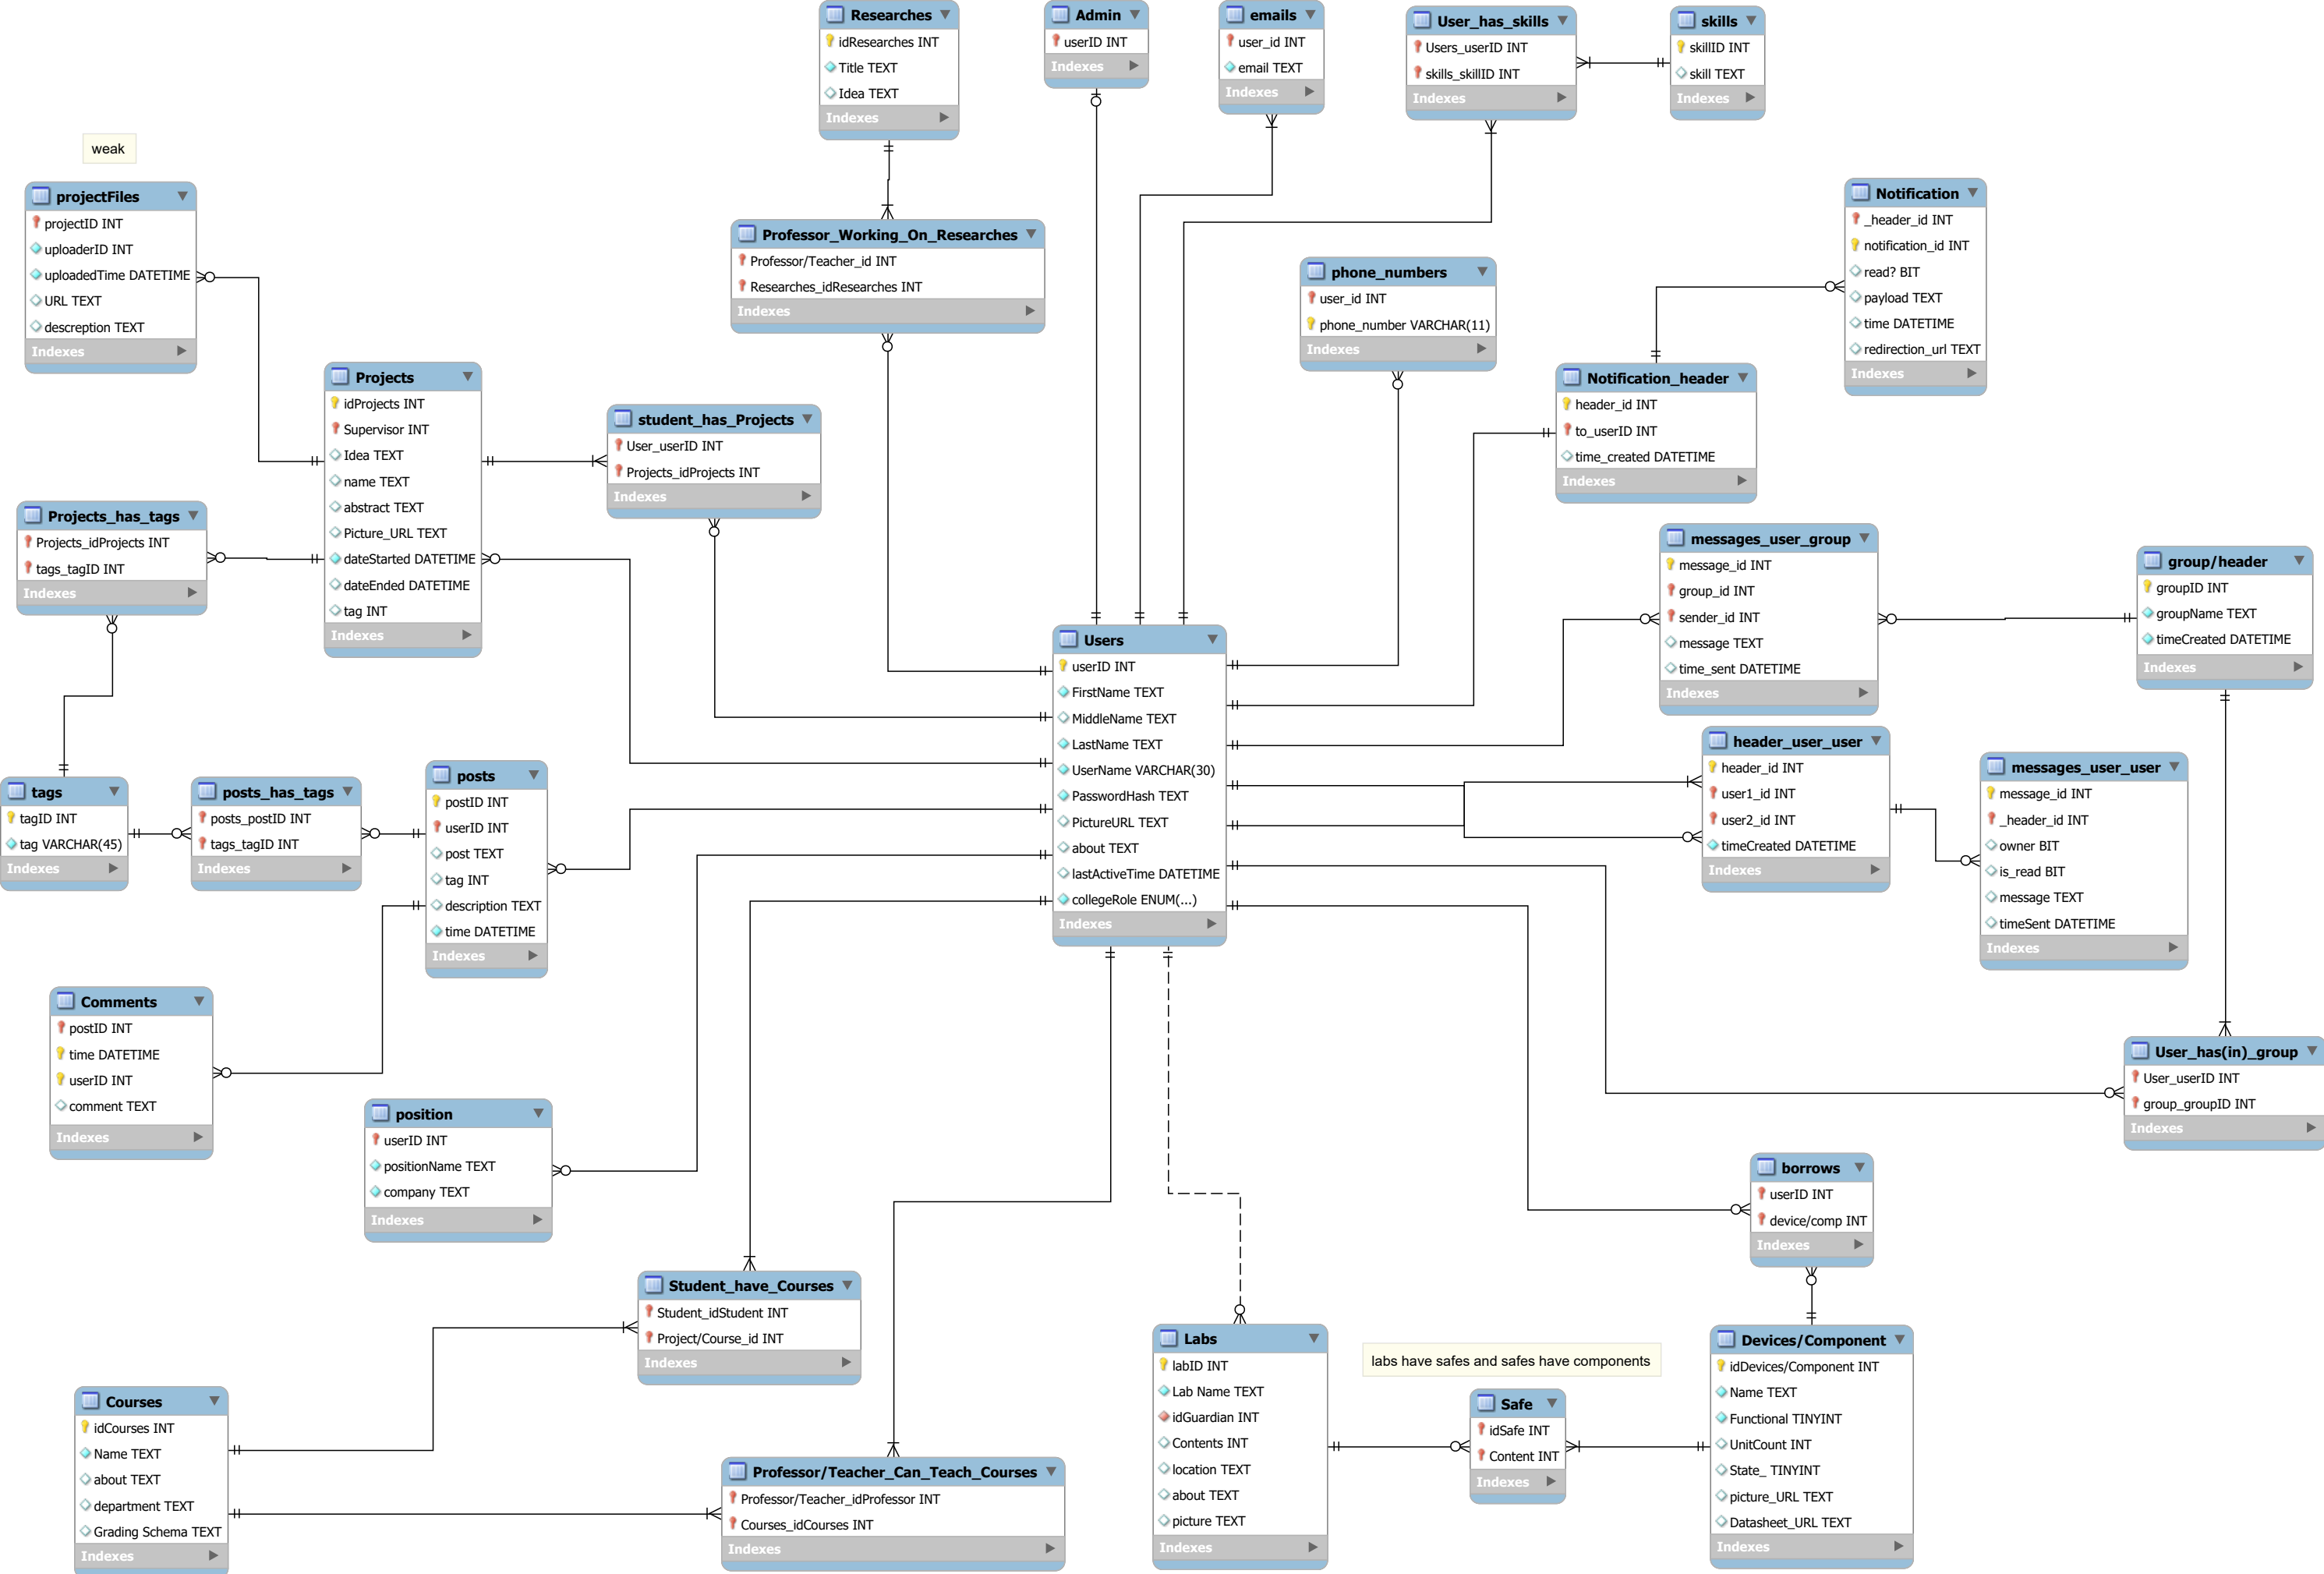 Researches
idResearches INT
Title TEXT
Idea TEXT
Indexes
Admin
userID INT
Indexes
emails
user_id INT
email TEXT
Indexes
User_has_skills
Users_userID INT
skills_skillID INT
Indexes
skills
skillID INT
skill TEXT
Indexes
weak
projectFiles
projectID INT
uploaderID INT
uploadedTime DATETIME
URL TEXT
descreption TEXT
Indexes
Professor_Working_On_Researches
Professor/Teacher_id INT
Researches_idResearches INT
Indexes
phone_numbers
user_id INT
phone_number VARCHAR(11)
Indexes
Notification
_header_id INT
notification_id INT
read? BIT
payload TEXT
time DATETIME
redirection_url TEXT
Indexes
Notification_header
header_id INT
to_userID INT
time_created DATETIME
Indexes
Projects
idProjects INT
Supervisor INT
Idea TEXT
name TEXT
abstract TEXT
Picture_URL TEXT
dateStarted DATETIME
dateEnded DATETIME
tag INT
Indexes
student_has_Projects
User_userID INT
Projects_idProjects INT
Indexes
Projects_has_tags
Projects_idProjects INT
tags_tagID INT
Indexes
messages_user_group
message_id INT
group_id INT
sender_id INT
message TEXT
time_sent DATETIME
Indexes
group/header
groupID INT
groupName TEXT
timeCreated DATETIME
Indexes
Users
userID INT
FirstName TEXT
MiddleName TEXT
LastName TEXT
UserName VARCHAR(30)
PasswordHash TEXT
PictureURL TEXT
about TEXT
lastActiveTime DATETIME
collegeRole ENUM(...)
Indexes
header_user_user
header_id INT
user1_id INT
user2_id INT
timeCreated DATETIME
Indexes
messages_user_user
message_id INT
_header_id INT
owner BIT
is_read BIT
message TEXT
timeSent DATETIME
Indexes
tags
tagID INT
tag VARCHAR(45)
Indexes
posts_has_tags
posts_postID INT
tags_tagID INT
Indexes
posts
postID INT
userID INT
post TEXT
tag INT
description TEXT
time DATETIME
Indexes
Comments
postID INT
time DATETIME
userID INT
comment TEXT
Indexes
position
userID INT
positionName TEXT
company TEXT
Indexes
User_has(in)_group
User_userID INT
group_groupID INT
Indexes
borrows
userID INT
device/comp INT
Indexes
Student_have_Courses
Student_idStudent INT
Project/Course_id INT
Indexes
Labs
labID INT
Lab Name TEXT
idGuardian INT
Contents INT
location TEXT
about TEXT
picture TEXT
Indexes
labs have safes and safes have components
Safe
idSafe INT
Content INT
Indexes
Devices/Component
idDevices/Component INT
Name TEXT
Functional TINYINT
UnitCount INT
State_ TINYINT
picture_URL TEXT
Datasheet_URL TEXT
Indexes
Courses
idCourses INT
Name TEXT
about TEXT
department TEXT
Grading Schema TEXT
Indexes
Professor/Teacher_Can_Teach_Courses
Professor/Teacher_idProfessor INT
Courses_idCourses INT
Indexes